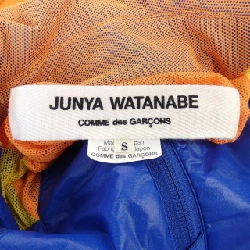 JUNYA WATANABE
COMME des GARÇONS
S
COMME des GARÇONS